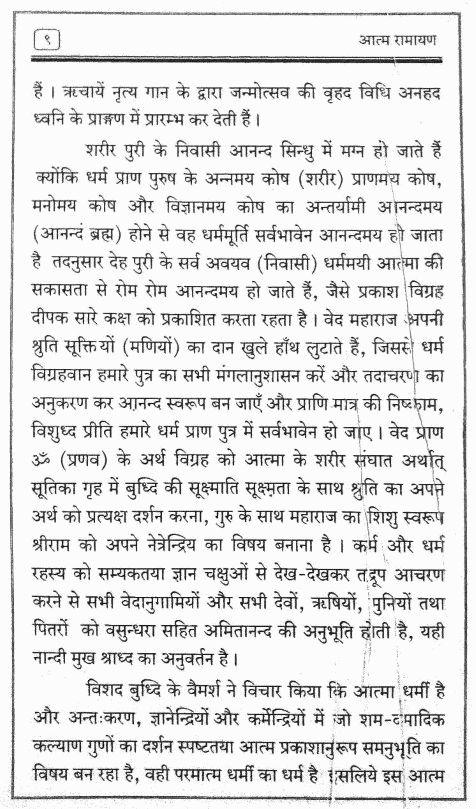 ९ आत्म रामायण
हैं । ऋचायें नृत्य गान के द्वारा जन्मोत्सव की वृहद विधि अनहद
ध्वनि के प्राङ्गण में प्रारम्भ कर देती हैं ।
शरीर पुरी के निवासी आनन्द सिन्धु में मग्न हो जाते हैं
क्योंकि धर्म प्राण पुरुष के अन्नमय कोष (शरीर) प्राणमय कोष,
मनोमय कोष और विज्ञानमय कोष का अन्तर्यामी आनन्दमय
(आनन्दं ब्रह्म) होने से वह धर्ममूर्ति सर्वभावेन आनन्दमय हो जाता
है तदनुसार देह पुरी के सर्व अवयव (निवासी) धर्ममयी आत्मा की
सकासता से रोम रोम आनन्दमय हो जाते हैं, जैसे प्रकाश विग्रह
दीपक सारे कक्ष को प्रकाशित करता रहता है । वेद महाराज अपनी
श्रुति सूक्तियों (मणियों) का दान खुले हाँथ लुटाते हैं, जिससे धर्म
विग्रहवान हमारे पुत्र का सभी मंगलानुशासन करें और तदाचरण का
अनुकरण कर आनन्द स्वरूप बन जाएँ और प्राणि मात्र की निष्काम,
विशुध्द प्रीति हमारे धर्म प्राण पुत्र में सर्वभावेन हो जाए । वेद प्राण
ॐ (प्रणव) के अर्थ विग्रह को आत्मा के शरीर संघात अर्थात्
सूतिका गृह में बुध्दि की सूक्ष्माति सूक्ष्मता के साथ श्रुति का अपने
अर्थ को प्रत्यक्ष दर्शन करना, गुरु के साथ महाराज का शिशु स्वरूप
श्रीराम को अपने नेत्रेन्द्रिय का विषय बनाना है । कर्म और धर्म
रहस्य को सम्यकतया ज्ञान चक्षुओं से देख-देखकर तद्रूप आचरण
करने से सभी वेदानुगामियों और सभी देवों, ऋषियों, पुनियों तथा
पितरों को वसुन्धरा सहित अमितानन्द की अनुभूति होती है, यही
नान्दी मुख श्राध्द का अनुवर्तन है ।
विशद बुध्दि के वैमर्श ने विचार किया कि आत्मा धर्मी है
और अन्तःकरण, ज्ञानेन्द्रियों और कर्मेन्द्रियों में जो शम-दमादिक
कल्याण गुणों का दर्शन स्पष्टतया आत्म प्रकाशानुरूप समनुभूति का
विषय बन रहा है, वही परमात्म धर्मी का धर्म है इसलिये इस आत्म